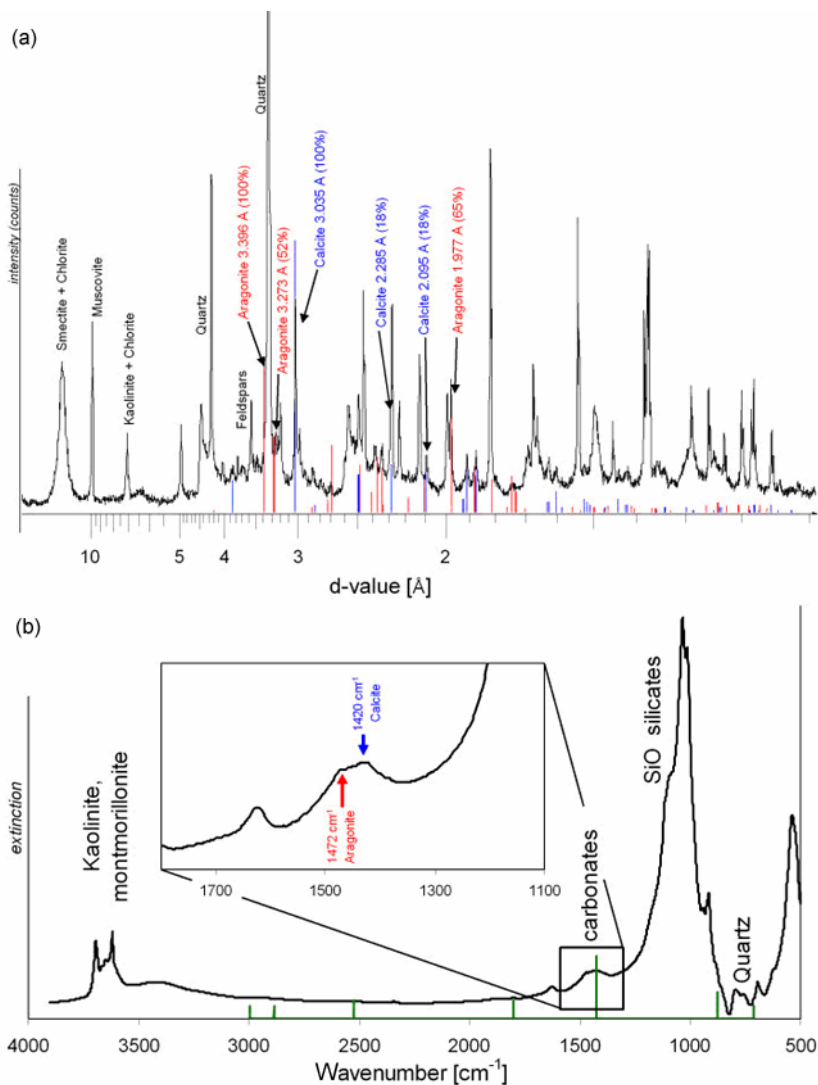 (a)
intensity (counts)
Smectite + Chlorite
Muscovite
Kaolinite + Chlorite
Quartz
Feldspars
Aragonite 3.396 A (100%)
Quartz
Aragonite 3.273 A (52%)
Calcite 3.035 A (100%)
Calcite 2.285 A (18%)
Calcite 2.095 A (18%)
Aragonite 1.977 A (65%)
10
5
4
3
2
d-value [Å]
(b)
extinction
Kaolinite,
montmorillonite
1420 cm⁻¹
Calcite
1472 cm⁻¹
Aragonite
1700
1500
1300
1100
carbonates
SiO silicates
Quartz
4000
3500
3000
2500
2000
1500
1000
500
Wavenumber [cm⁻¹]